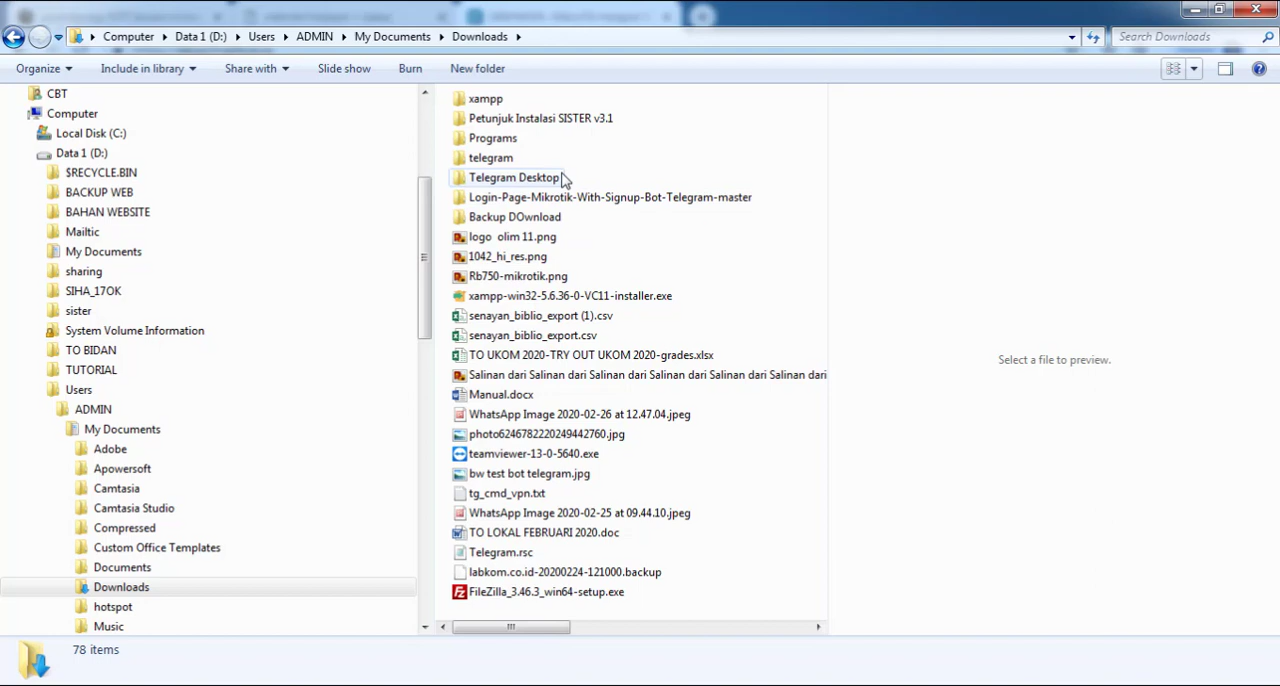 Computer Data 1 (D:) Users ADMIN My Documents Downloads
Search Downloads
Organize Include in library Share with Slide show Burn New folder
CBT
Computer
Local Disk (C:)
Data 1 (D:)
$RECYCLE.BIN
BACKUP WEB
BAHAN WEBSITE
Mailtic
My Documents
sharing
SIHA_17OK
sister
System Volume Information
TO BIDAN
TUTORIAL
Users
ADMIN
My Documents
Adobe
Apowersoft
Camtasia
Camtasia Studio
Compressed
Custom Office Templates
Documents
Downloads
hotspot
Music
xampp
Petunjuk Instalasi SISTER v3.1
Programs
telegram
Telegram Desktop
Login-Page-Mikrotik-With-Signup-Bot-Telegram-master
Backup DOwnload
logo olim 11.png
1042_hi_res.png
Rb750-mikrotik.png
xampp-win32-5.6.36-0-VC11-installer.exe
senayan_biblio_export (1).csv
senayan_biblio_export.csv
TO UKOM 2020-TRY OUT UKOM 2020-grades.xlsx
Salinan dari Salinan dari Salinan dari Salinan dari Salinan dari Salinan dari
Manual.docx
WhatsApp Image 2020-02-26 at 12.47.04.jpeg
photo6246782220249442760.jpg
teamviewer-13-0-5640.exe
bw test bot telegram.jpg
tg_cmd_vpn.txt
WhatsApp Image 2020-02-25 at 09.44.10.jpeg
TO LOKAL FEBRUARI 2020.doc
Telegram.rsc
labkom.co.id-20200224-121000.backup
FileZilla_3.46.3_win64-setup.exe
Select a file to preview.
78 items